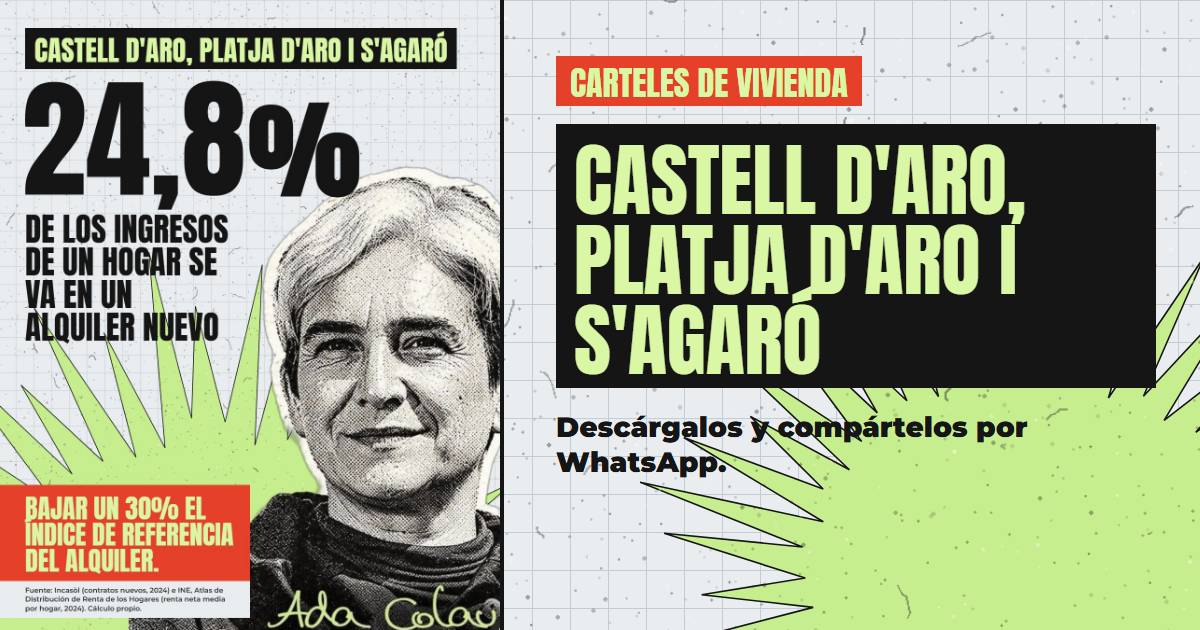 CASTELL D'ARO, PLATJA D'ARO I S'AGARÓ
24,8%
DE LOS INGRESOS
DE UN HOGAR SE
VA EN UN
ALQUILER NUEVO
BAJAR UN 30% EL
ÍNDICE DE REFERENCIA
DEL ALQUILER.
Fuente: Incasòl (contratos nuevos, 2024) e INE, Atlas de
Distribución de Renta de los Hogares (renta neta media
por hogar, 2024). Cálculo propio.
Ada Colau
CARTELES DE VIVIENDA
CASTELL D'ARO,
PLATJA D'ARO I
S'AGARÓ
Descárgalos y compártelos por
WhatsApp.